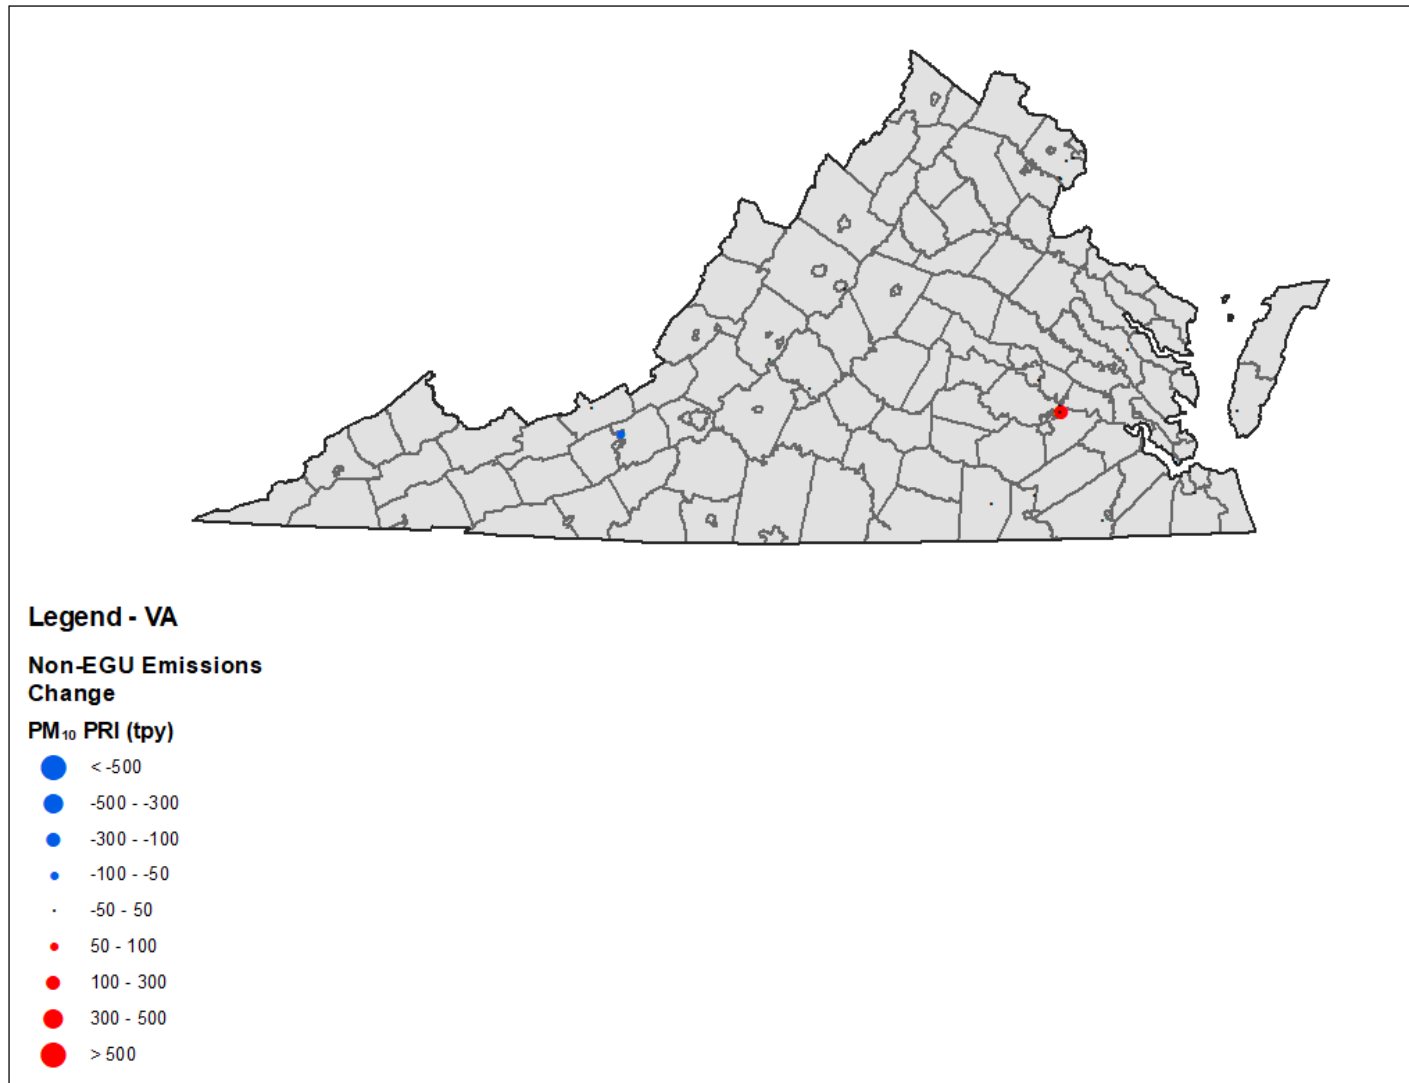 Legend - VA
Non-EGU Emissions
Change
PM₁₀ PRI (tpy)
< -500
-500 - -300
-300 - -100
-100 - -50
-50 - 50
50 - 100
100 - 300
300 - 500
> 500